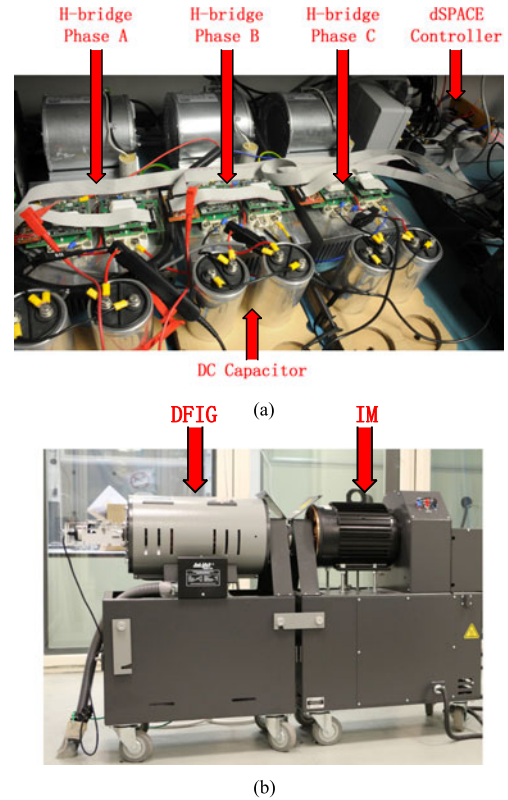 H-bridge
Phase A
H-bridge
Phase B
H-bridge
Phase C
dSPACE
Controller
DC Capacitor
(a)
DFIG
IM
(b)